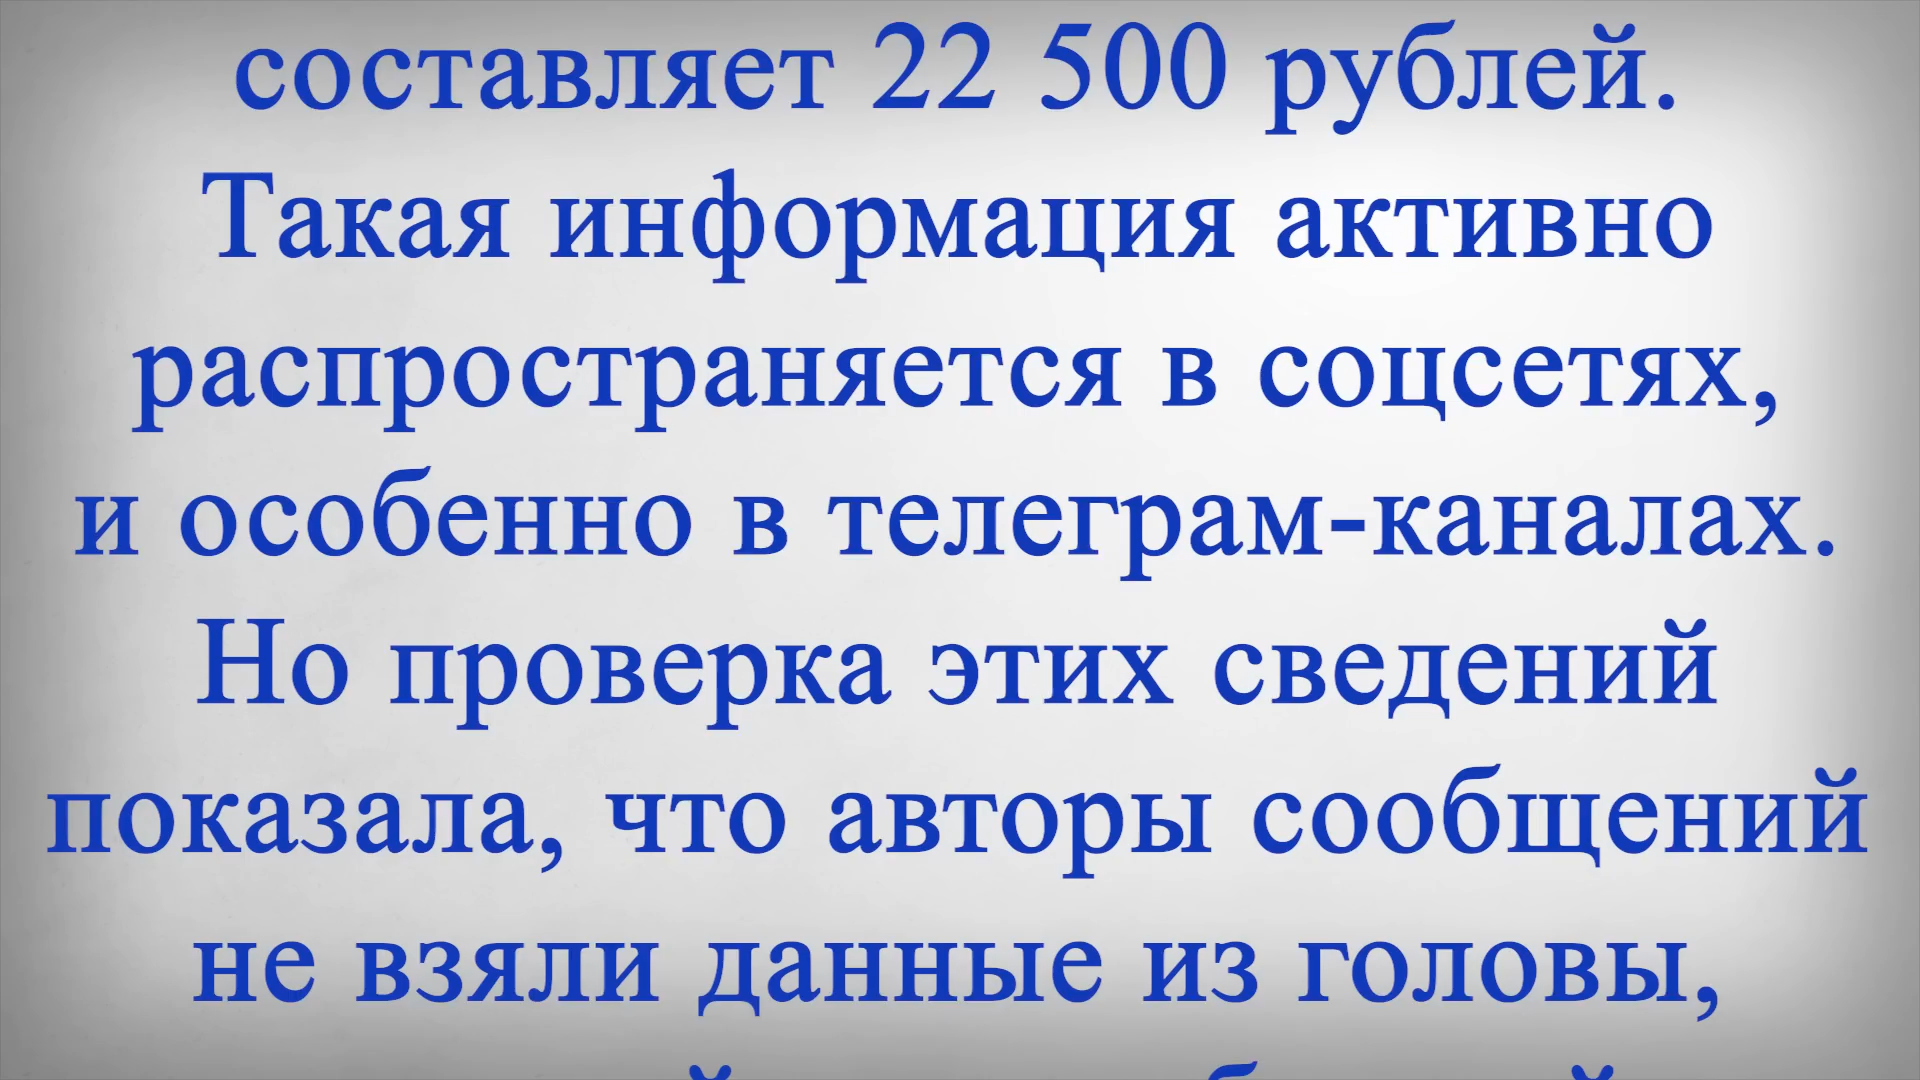 составляет 22 500 рублей.
Такая информация активно
распространяется в соцсетях,
и особенно в телеграм-каналах.
Но проверка этих сведений
показала, что авторы сообщений
не взяли данные из головы,